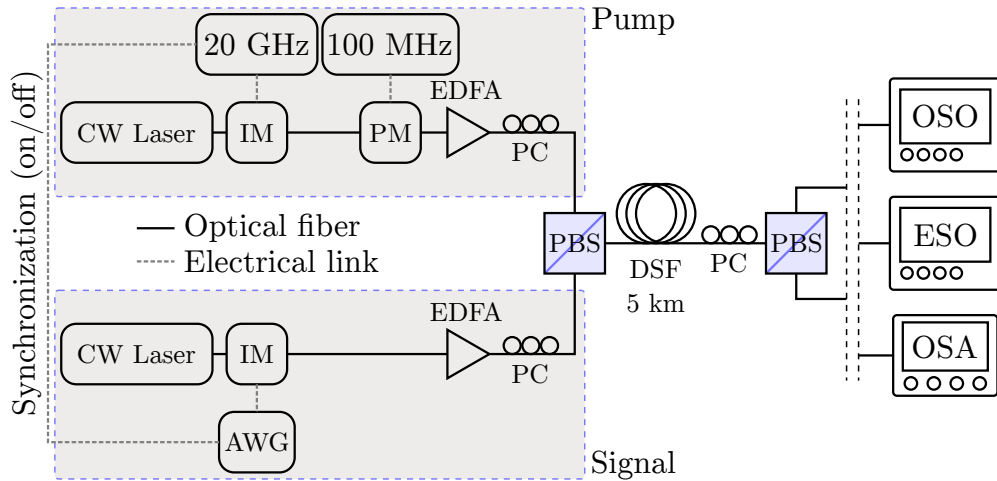 Pump
20 GHz
100 MHz
CW Laser
IM
PM
EDFA
PC
Synchronization (on/off)
Optical fiber
Electrical link
PBS
DSF
5 km
PC
PBS
OSO
ESO
OSA
CW Laser
IM
EDFA
PC
AWG
Signal